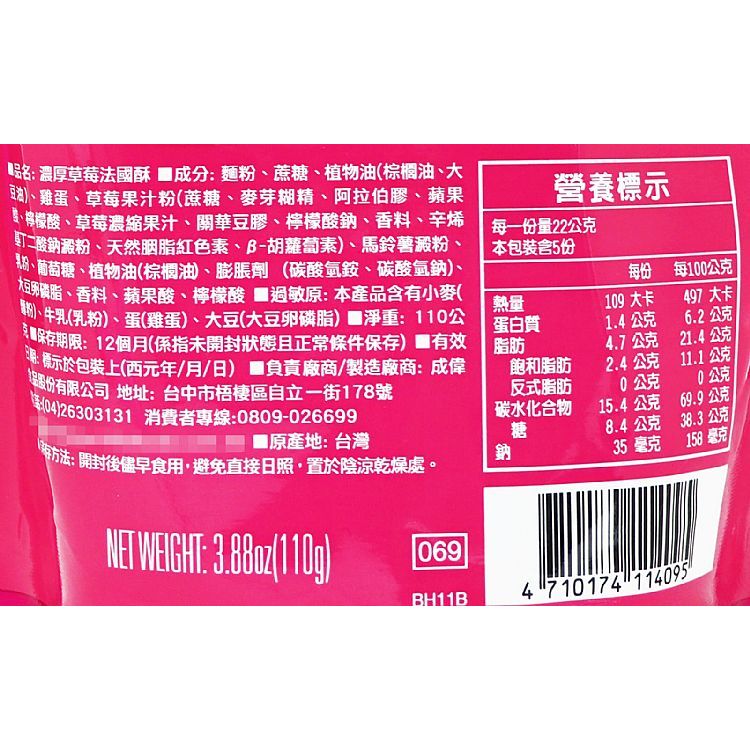 ■品名: 濃厚草莓法國酥 ■成分: 麵粉、蔗糖、植物油(棕櫚油、大
豆油)、雞蛋、草莓果汁粉(蔗糖、麥芽糊精、阿拉伯膠、蘋果
酸、檸檬酸、草莓濃縮果汁、關華豆膠、檸檬酸鈉、香料、辛烯
基丁二酸鈉澱粉、天然胭脂紅色素、β-胡蘿蔔素)、馬鈴薯澱粉、
乳粉、葡萄糖、植物油(棕櫚油)、膨脹劑 (碳酸氫銨、碳酸氫鈉)、
大豆卵磷脂、香料、蘋果酸、檸檬酸 ■過敏原: 本產品含有小麥(
麵粉)、牛乳(乳粉)、蛋(雞蛋)、大豆(大豆卵磷脂) ■淨重: 110公
克 ■保存期限: 12個月(係指未開封狀態且正常條件保存) ■有效
日期: 標示於包裝上(西元年/月/日) ■負責廠商/製造廠商: 成偉
食品股份有限公司 地址: 台中市梧棲區自立一街178號
(04)26303131 消費者專線:0809-026699
■原產地: 台灣
保存方法: 開封後儘早食用,避免直接日照,置於陰涼乾燥處。
NET WEIGHT: 3.88oz(110g)
069
BH11B
營養標示
每一份量22公克
本包裝含5份
每份 每100公克
熱量 109 大卡 497 大卡
蛋白質 1.4 公克 6.2 公克
脂肪 4.7 公克 21.4 公克
飽和脂肪 2.4 公克 11.1 公克
反式脂肪 0 公克 0 公克
碳水化合物 15.4 公克 69.9 公克
糖 8.4 公克 38.3 公克
鈉 35 毫克 158 毫克
4 710174 114095